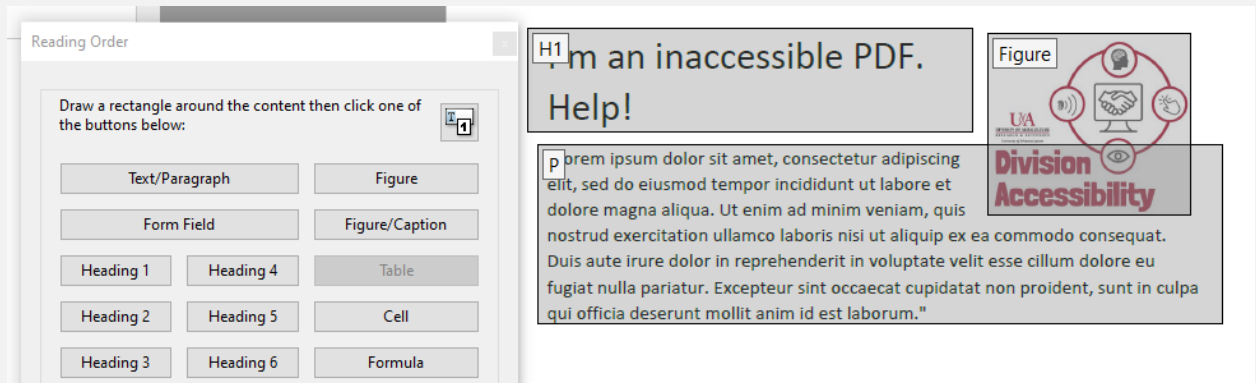 Reading Order
x
Draw a rectangle around the content then click one of
the buttons below:
1
Text/Paragraph
Figure
Form Field
Figure/Caption
Heading 1
Heading 4
Table
Heading 2
Heading 5
Cell
Heading 3
Heading 6
Formula
H1
I'm an inaccessible PDF.
Help!
Figure
UA
Division
Accessibility
P
orem ipsum dolor sit amet, consectetur adipiscing
elit, sed do eiusmod tempor incididunt ut labore et
dolore magna aliqua. Ut enim ad minim veniam, quis
nostrud exercitation ullamco laboris nisi ut aliquip ex ea commodo consequat.
Duis aute irure dolor in reprehenderit in voluptate velit esse cillum dolore eu
fugiat nulla pariatur. Excepteur sint occaecat cupidatat non proident, sunt in culpa
qui officia deserunt mollit anim id est laborum."